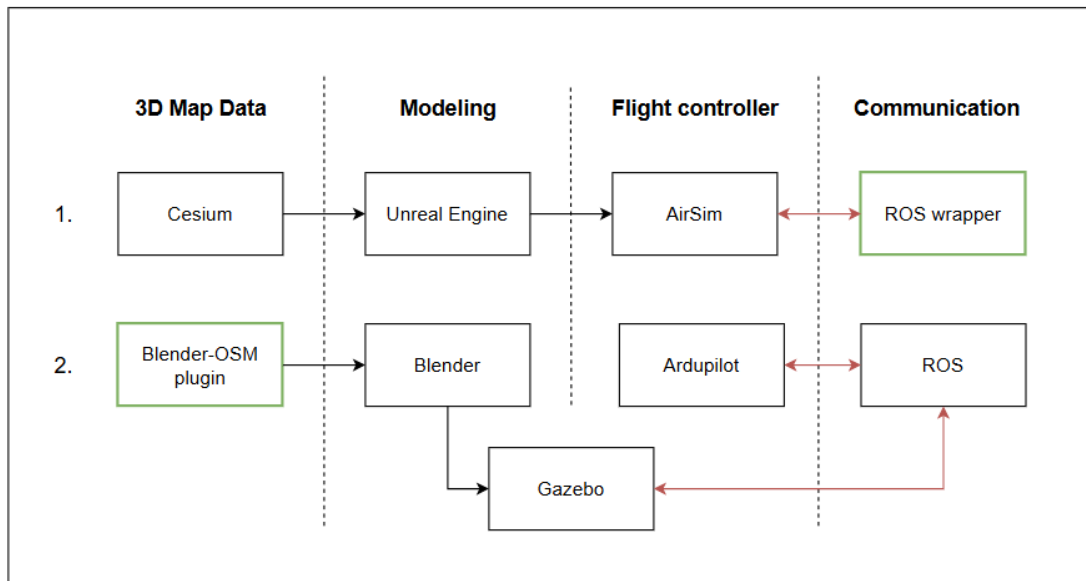 3D Map Data
Modeling
Flight controller
Communication
1.
Cesium
Unreal Engine
AirSim
ROS wrapper
2.
Blender-OSM
plugin
Blender
Ardupilot
ROS
Gazebo